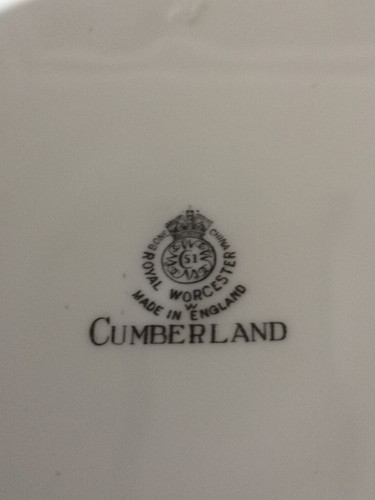 BONE CHINA
51
ROYAL WORCESTER
MADE IN ENGLAND
W
CUMBERLAND